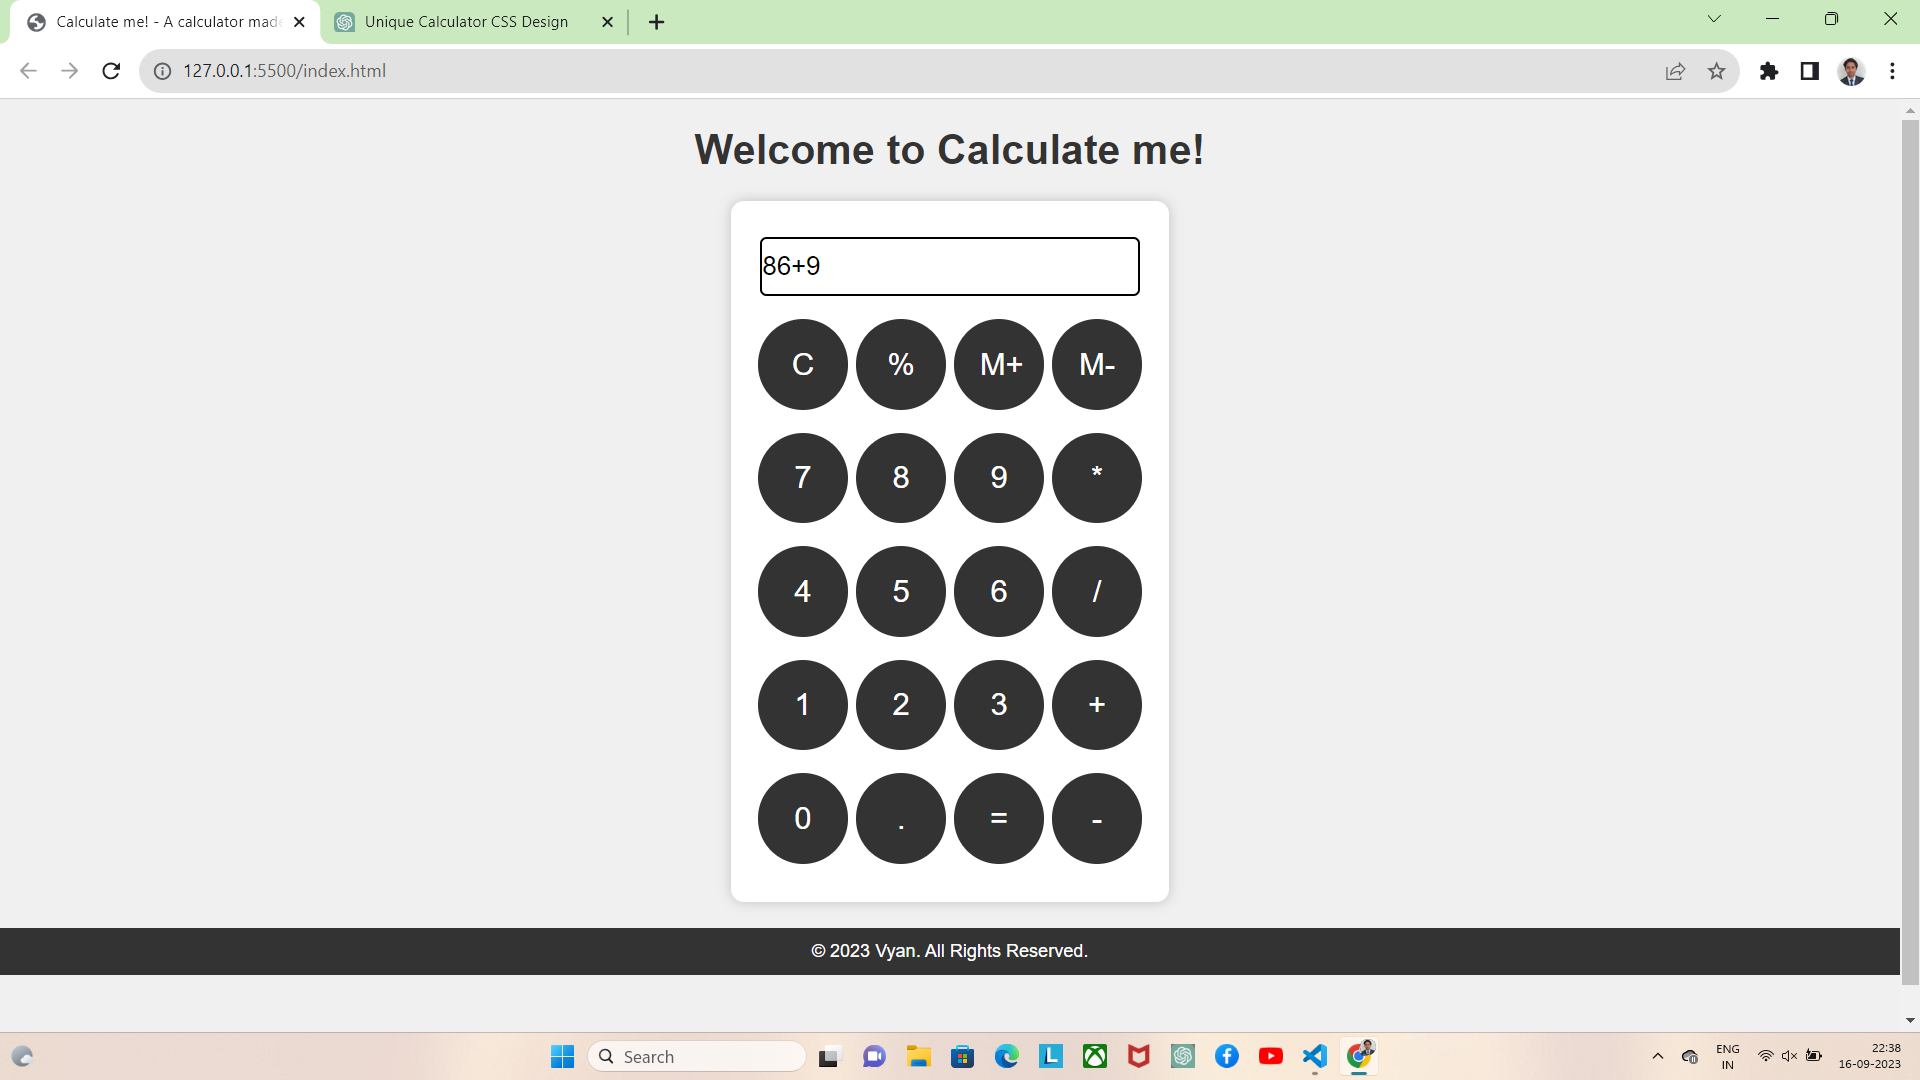 Calculate me! - A calculator made
Unique Calculator CSS Design
127.0.0.1:5500/index.html
Welcome to Calculate me!
86+9
C % M+ M-
7 8 9 *
4 5 6 /
1 2 3 +
0 . = -
© 2023 Vyan. All Rights Reserved.
Search
ENG
IN
22:38
16-09-2023